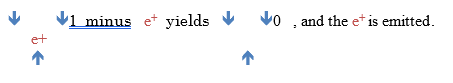 🡻 🡻1 minus e⁺ yields 🡻 🡻0 , and the e⁺ is emitted.
e+
🡹 🡹